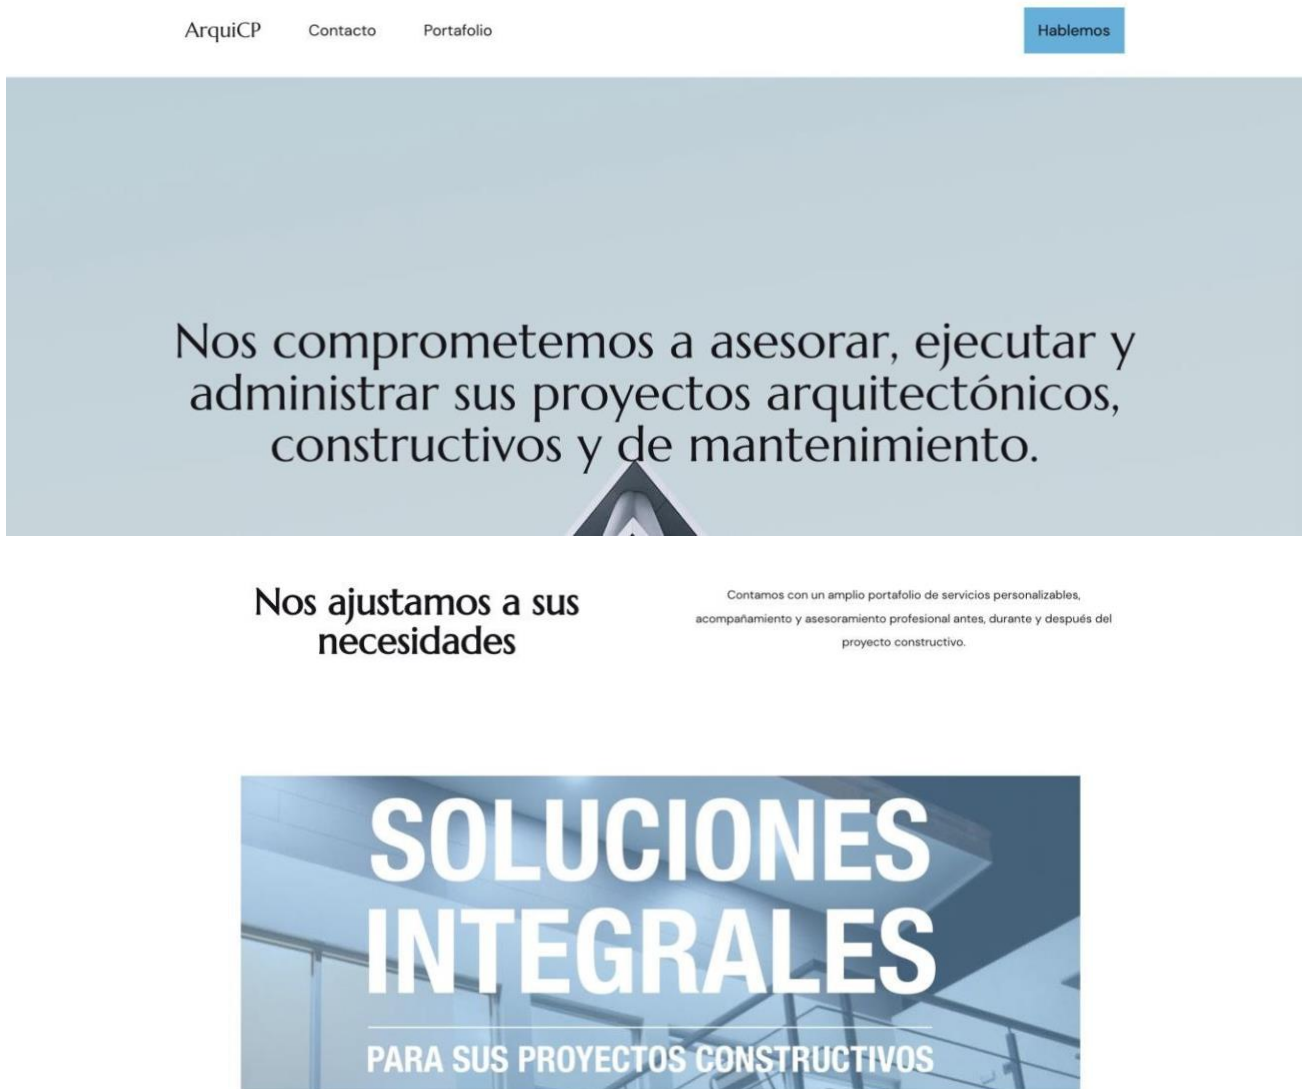 ArquiCP
Contacto
Portafolio
Hablemos
Nos comprometemos a asesorar, ejecutar y
administrar sus proyectos arquitectónicos,
constructivos y de mantenimiento.
Nos ajustamos a sus
necesidades
Contamos con un amplio portafolio de servicios personalizables,
acompañamiento y asesoramiento profesional antes, durante y después del
proyecto constructivo.
SOLUCIONES
INTEGRALES
PARA SUS PROYECTOS CONSTRUCTIVOS